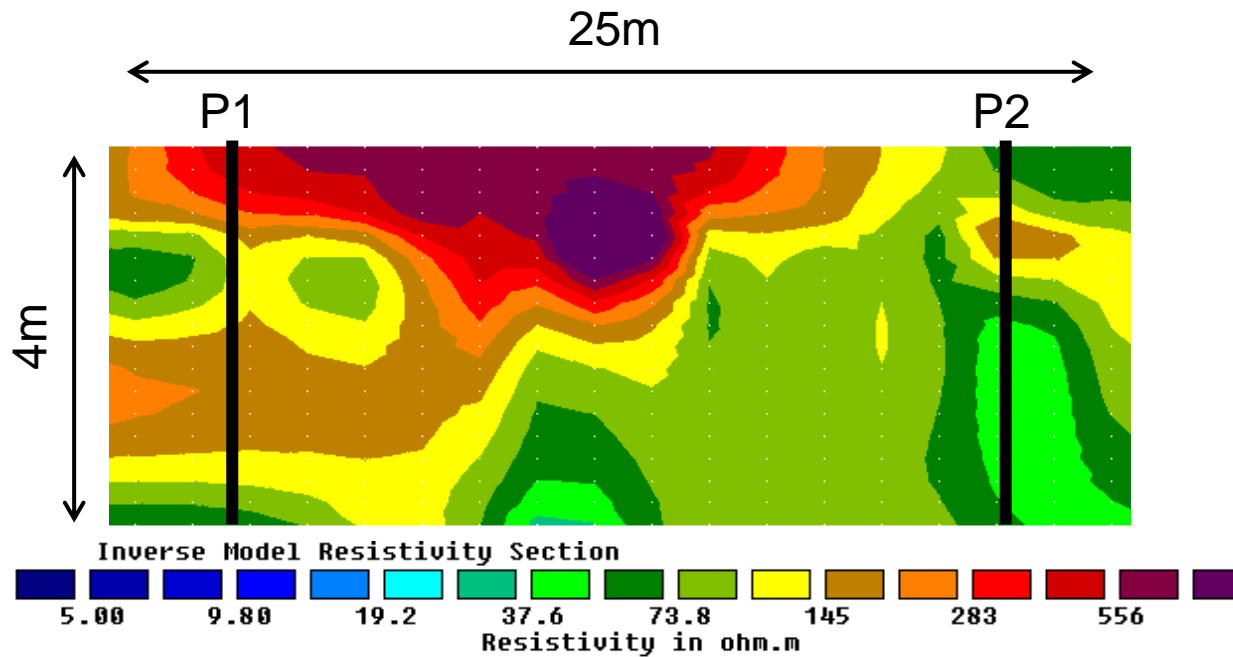 25m
P1 P2
4m
Inverse Model Resistivity Section
5.00 9.80 19.2 37.6 73.8 145 283 556
Resistivity in ohm.m